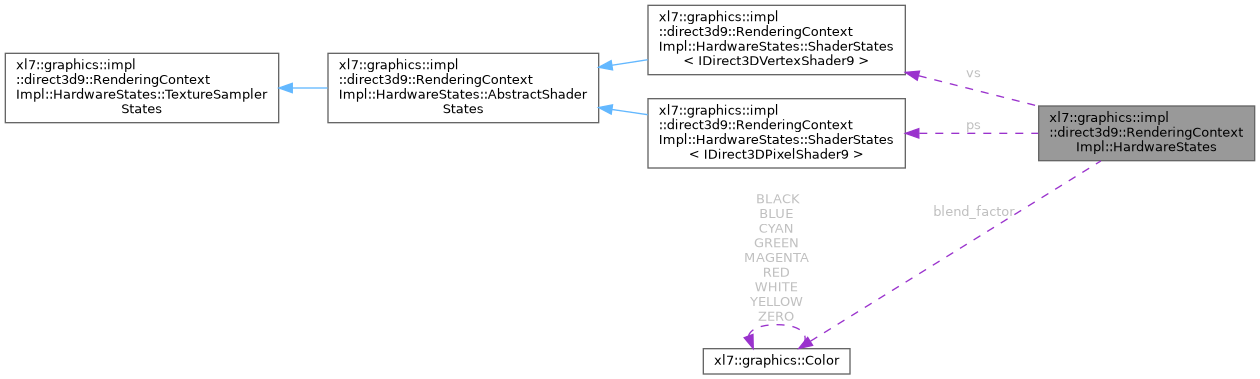 xl7::graphics::impl
::direct3d9::RenderingContext
Impl::HardwareStates::TextureSampler
States
xl7::graphics::impl
::direct3d9::RenderingContext
Impl::HardwareStates::AbstractShader
States
xl7::graphics::impl
::direct3d9::RenderingContext
Impl::HardwareStates::ShaderStates
< IDirect3DVertexShader9 >
xl7::graphics::impl
::direct3d9::RenderingContext
Impl::HardwareStates::ShaderStates
< IDirect3DPixelShader9 >
vs
ps
xl7::graphics::impl
::direct3d9::RenderingContext
Impl::HardwareStates
blend_factor
BLACK
BLUE
CYAN
GREEN
MAGENTA
RED
WHITE
YELLOW
ZERO
xl7::graphics::Color